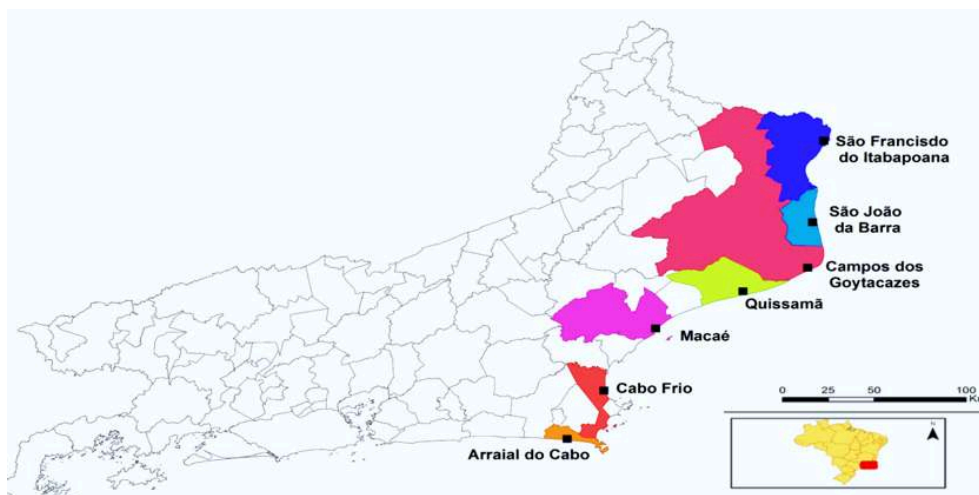 São Francisdo
do Itabapoana
São João
da Barra
Campos dos
Goytacazes
Quissamã
Macaé
Cabo Frio
Arraial do Cabo
0 25 50 100
Km
N